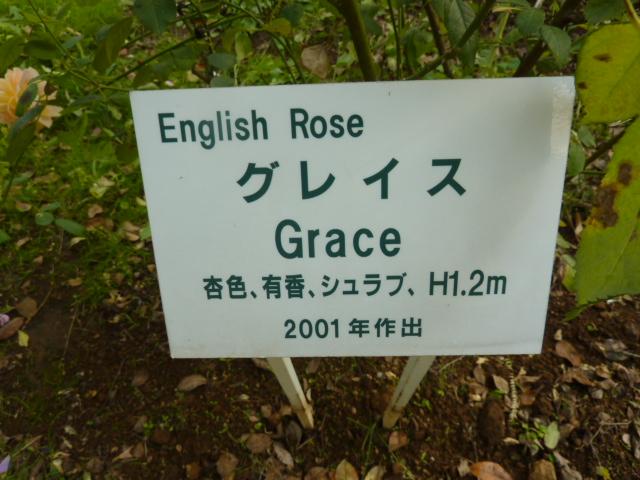 English Rose
グレイス
Grace
杏色、有香、シュラブ、H1.2m
2001年作出